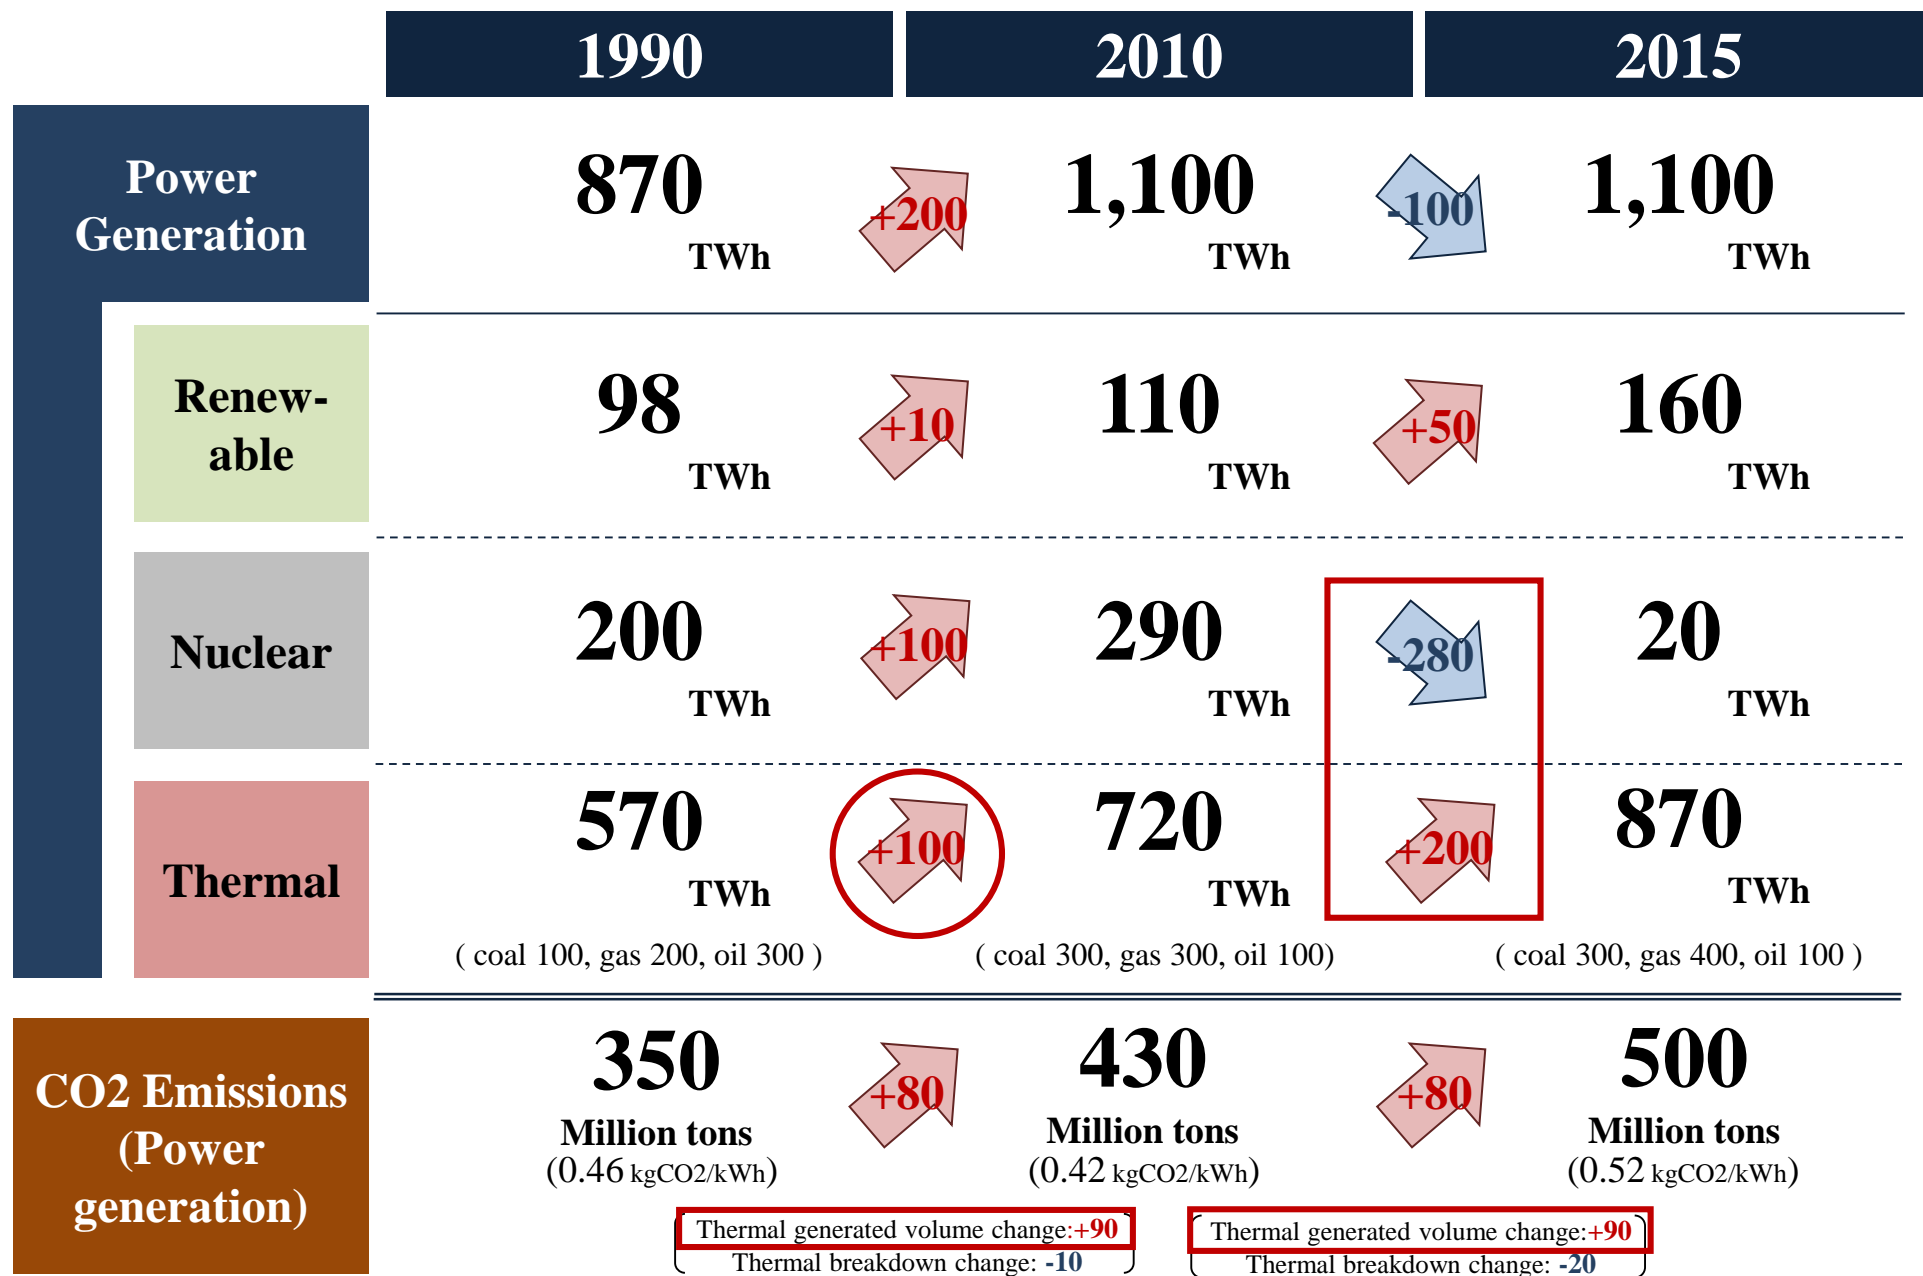 1990 2010 2015
Power
Generation
870 +200 1,100 -100 1,100
TWh TWh TWh
Renew-
able
98 +10 110 +50 160
TWh TWh TWh
Nuclear
200 +100 290 -280 20
TWh TWh TWh
Thermal
570 +100 720 +200 870
TWh TWh TWh
( coal 100, gas 200, oil 300 ) ( coal 300, gas 300, oil 100) ( coal 300, gas 400, oil 100 )
CO2 Emissions
(Power
generation)
350 +80 430 +80 500
Million tons Million tons Million tons
(0.46 kgCO2/kWh) (0.42 kgCO2/kWh) (0.52 kgCO2/kWh)
Thermal generated volume change:+90 Thermal generated volume change:+90
Thermal breakdown change: -10 Thermal breakdown change: -20